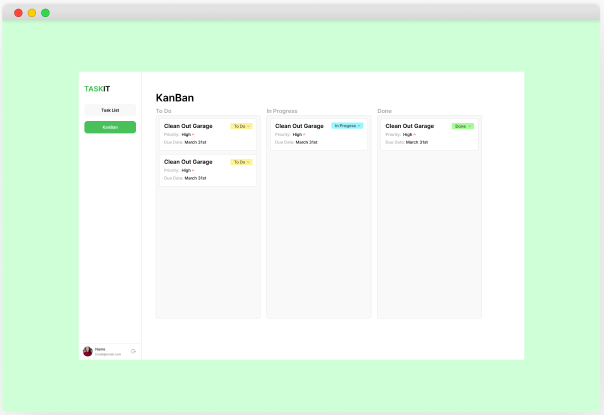 TASKIT
Task List
KanBan
KanBan
To Do
In Progress
Done
Clean Out Garage
To Do
Priority: High
Due Date: March 31st
Clean Out Garage
To Do
Priority: High
Due Date: March 31st
Clean Out Garage
In Progress
Priority: High
Due Date: March 31st
Clean Out Garage
Done
Priority: High
Due Date: March 31st
Name